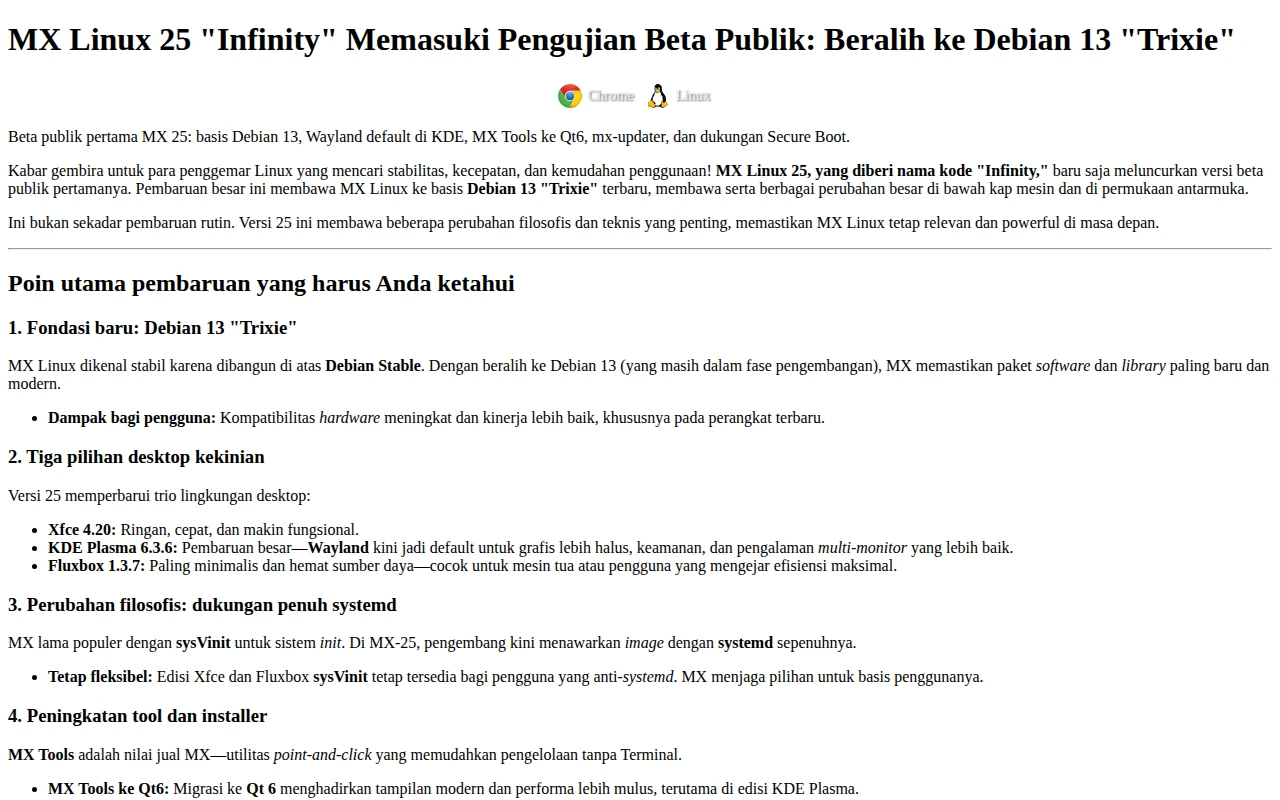 MX Linux 25 "Infinity" Memasuki Pengujian Beta Publik: Beralih ke Debian 13 "Trixie"
Chrome Linux
Beta publik pertama MX 25: basis Debian 13, Wayland default di KDE, MX Tools ke Qt6, mx-updater, dan dukungan Secure Boot.
Kabar gembira untuk para penggemar Linux yang mencari stabilitas, kecepatan, dan kemudahan penggunaan! MX Linux 25, yang diberi nama kode "Infinity," baru saja meluncurkan versi beta
publik pertamanya. Pembaruan besar ini membawa MX Linux ke basis Debian 13 "Trixie" terbaru, membawa serta berbagai perubahan besar di bawah kap mesin dan di permukaan antarmuka.
Ini bukan sekadar pembaruan rutin. Versi 25 ini membawa beberapa perubahan filosofis dan teknis yang penting, memastikan MX Linux tetap relevan dan powerful di masa depan.
Poin utama pembaruan yang harus Anda ketahui
1. Fondasi baru: Debian 13 "Trixie"
MX Linux dikenal stabil karena dibangun di atas Debian Stable. Dengan beralih ke Debian 13 (yang masih dalam fase pengembangan), MX memastikan paket software dan library paling baru dan
modern.
• Dampak bagi pengguna: Kompatibilitas hardware meningkat dan kinerja lebih baik, khususnya pada perangkat terbaru.
2. Tiga pilihan desktop kekinian
Versi 25 memperbarui trio lingkungan desktop:
• Xfce 4.20: Ringan, cepat, dan makin fungsional.
• KDE Plasma 6.3.6: Pembaruan besar—Wayland kini jadi default untuk grafis lebih halus, keamanan, dan pengalaman multi-monitor yang lebih baik.
• Fluxbox 1.3.7: Paling minimalis dan hemat sumber daya—cocok untuk mesin tua atau pengguna yang mengejar efisiensi maksimal.
3. Perubahan filosofis: dukungan penuh systemd
MX lama populer dengan sysVinit untuk sistem init. Di MX-25, pengembang kini menawarkan image dengan systemd sepenuhnya.
• Tetap fleksibel: Edisi Xfce dan Fluxbox sysVinit tetap tersedia bagi pengguna yang anti-systemd. MX menjaga pilihan untuk basis penggunanya.
4. Peningkatan tool dan installer
MX Tools adalah nilai jual MX—utilitas point-and-click yang memudahkan pengelolaan tanpa Terminal.
• MX Tools ke Qt6: Migrasi ke Qt 6 menghadirkan tampilan modern dan performa lebih mulus, terutama di edisi KDE Plasma.